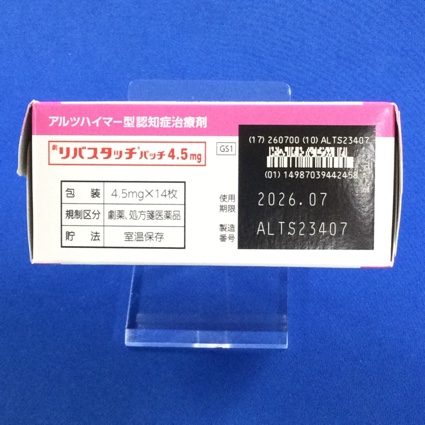 アルツハイマー型認知症治療剤
劇 リバスタッチ®パッチ4.5mg
GS1
包 装 4.5mg×14枚
規制区分 劇薬、処方箋医薬品
貯 法 室温保存
(17) 260700 (10) ALTS23407
(01) 14987039442458
使用期限 2026.07
製造番号 ALTS23407